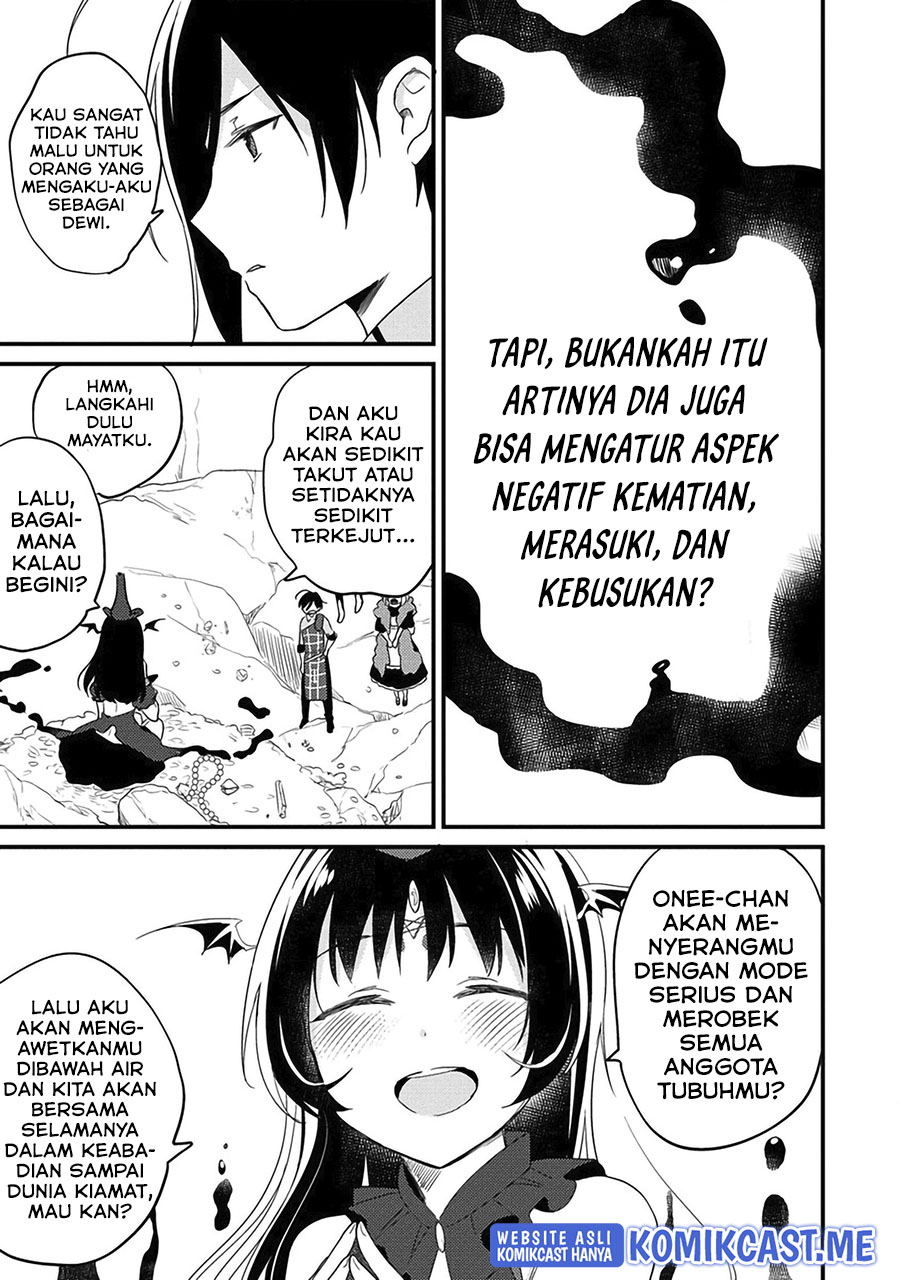 TAPI, BUKANKAH ITU
ARTINYA DIA JUGA
BISA MENGATUR ASPEK
NEGATIF KEMATIAN,
MERASUKI, DAN
KEBUSUKAN?
KAU SANGAT
TIDAK TAHU
MALU UNTUK
ORANG YANG
MENGAKU-AKU
SEBAGAI
DEWI.
DAN AKU
KIRA KAU
AKAN SEDIKIT
TAKUT ATAU
SETIDAKNYA
SEDIKIT
TERKEJUT...
HMM,
LANGKAHI
DULU
MAYATKU.
LALU,
BAGAI-
MANA
KALAU
BEGINI?
ONEE-CHAN
AKAN ME-
NYERANGMU
DENGAN MODE
SERIUS DAN
MEROBEK
SEMUA
ANGGOTA
TUBUHMU?
LALU AKU
AKAN MENG-
AWETKANMU
DIBAWAH AIR
DAN KITA AKAN
BERSAMA
SELAMANYA
DALAM KEABA-
DIAN SAMPAI
DUNIA KIAMAT,
MAU KAN?
WEBSITE ASLI
KOMIKCAST HANYA
KOMIKCAST.ME